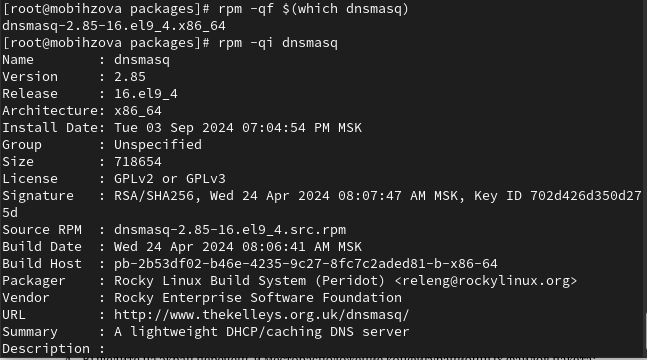 [root@mobihzova packages]# rpm -qf $(which dnsmasq)
dnsmasq-2.85-16.el9_4.x86_64
[root@mobihzova packages]# rpm -qi dnsmasq
Name        : dnsmasq
Version     : 2.85
Release     : 16.el9_4
Architecture: x86_64
Install Date: Tue 03 Sep 2024 07:04:54 PM MSK
Group       : Unspecified
Size        : 718654
License     : GPLv2 or GPLv3
Signature   : RSA/SHA256, Wed 24 Apr 2024 08:07:47 AM MSK, Key ID 702d426d350d27
5d
Source RPM  : dnsmasq-2.85-16.el9_4.src.rpm
Build Date  : Wed 24 Apr 2024 08:06:41 AM MSK
Build Host  : pb-2b53df02-b46e-4235-9c27-8fc7c2aded81-b-x86-64
Packager    : Rocky Linux Build System (Peridot) <releng@rockylinux.org>
Vendor      : Rocky Enterprise Software Foundation
URL         : http://www.thekelleys.org.uk/dnsmasq/
Summary     : A lightweight DHCP/caching DNS server
Description :